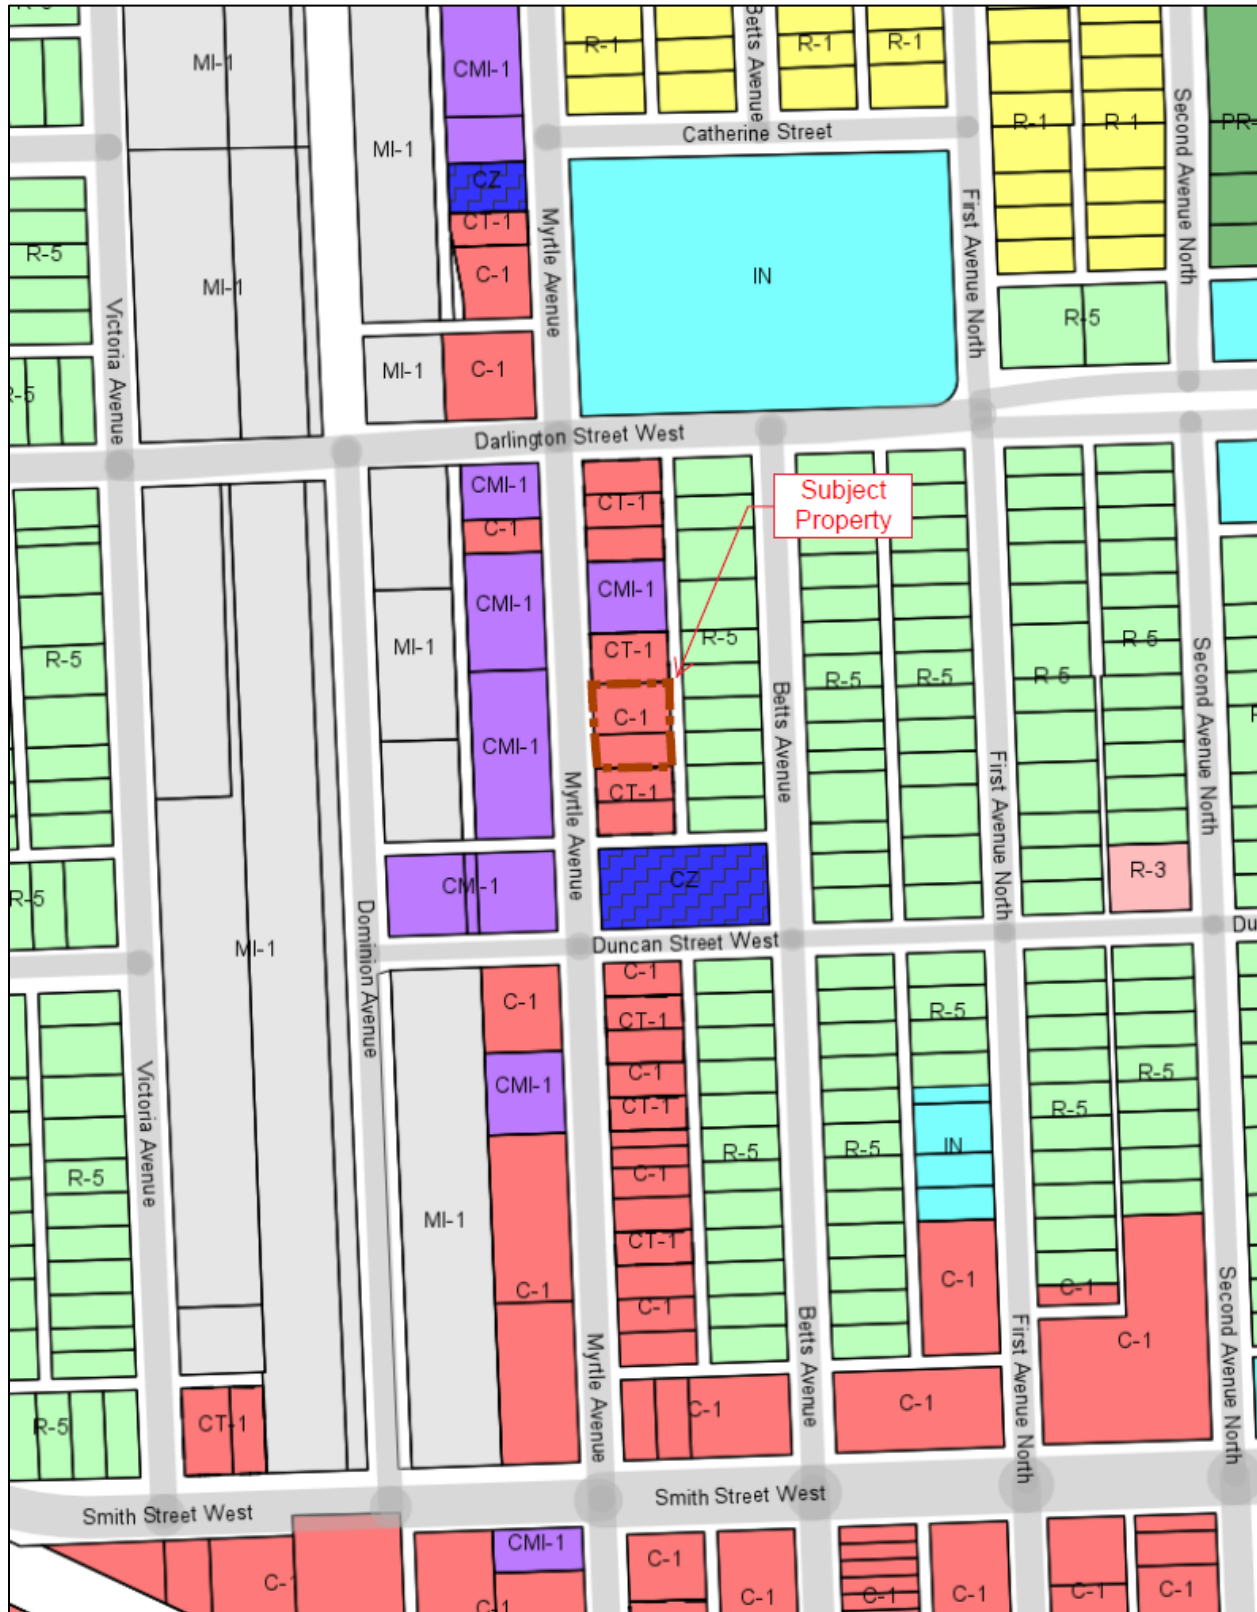 MI-1
CMI-1
R-1
Betts Avenue
R-1
R-1
MI-1
Catherine Street
R-1
R-1
Second Avenue North
PR-
CZ
CT-1
C-1
Myrtle Avenue
IN
First Avenue North
R-5
MI-1
R-5
Victoria Avenue
MI-1
C-1
Darlington Street West
CMI-1
C-1
CT-1
Subject
Property
CMI-1
CMI-1
R-5
MI-1
CT-1
R-5
R-5
R-5
R-5
R-5
Second Avenue North
C-1
CMI-1
Betts Avenue
Myrtle Avenue
CT-1
First Avenue North
CZ
R-3
R-5
Dominion Avenue
MI-1
Duncan Street West
C-1
C-1
CT-1
R-5
Victoria Avenue
CMI-1
C-1
CT-1
R-5
R-5
R-5
C-1
R-5
R-5
IN
MI-1
CT-1
C-1
C-1
C-1
C-1
C-1
Second Avenue North
First Avenue North
Betts Avenue
Myrtle Avenue
R-5
CT-1
C-1
C-1
Smith Street West
Smith Street West
CMI-1
C-1
C-1
C-1
C-1
C-1
C-1
C-1
C-1